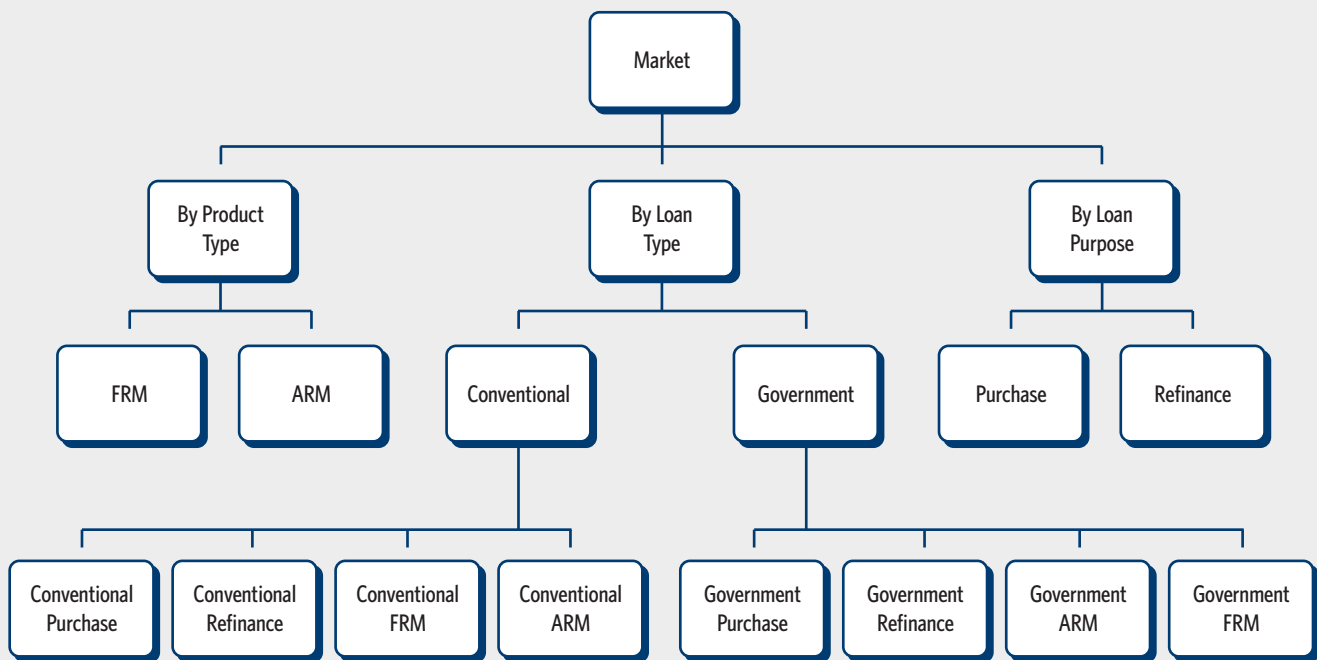 Market
By Product
Type
By Loan
Type
By Loan
Purpose
FRM
ARM
Conventional
Government
Purchase
Refinance
Conventional
Purchase
Conventional
Refinance
Conventional
FRM
Conventional
ARM
Government
Purchase
Government
Refinance
Government
ARM
Government
FRM